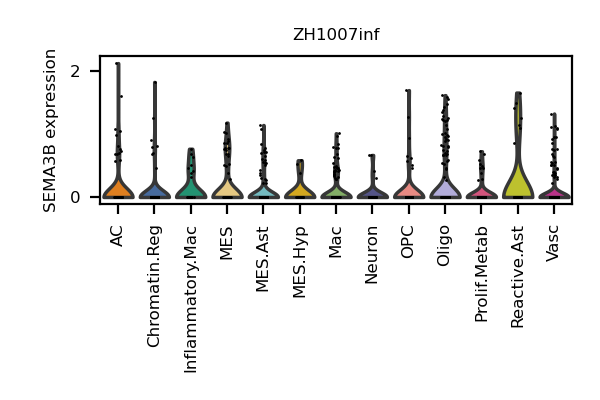 ZH1007inf
SEMA3B expression
2
0
AC
Chromatin.Reg
Inflammatory.Mac
MES
MES.Ast
MES.Hyp
Mac
Neuron
OPC
Oligo
Prolif.Metab
Reactive.Ast
Vasc